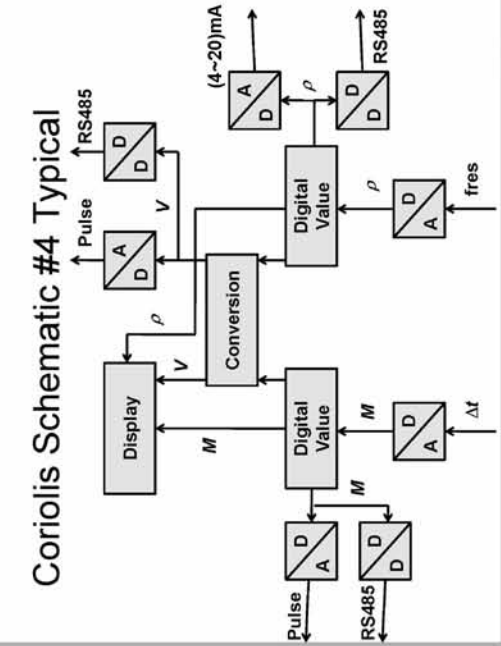 Coriolis Schematic #4 Typical
Pulse
RS485
Display
A
D
D
D
V
ρ
V
M
Conversion
(4~20)mA
A
D
Pulse
D
A
Digital
Value
Digital
Value
ρ
M
RS485
D
D
M
D
A
ρ
D
A
D
D
RS485
Δt
fres